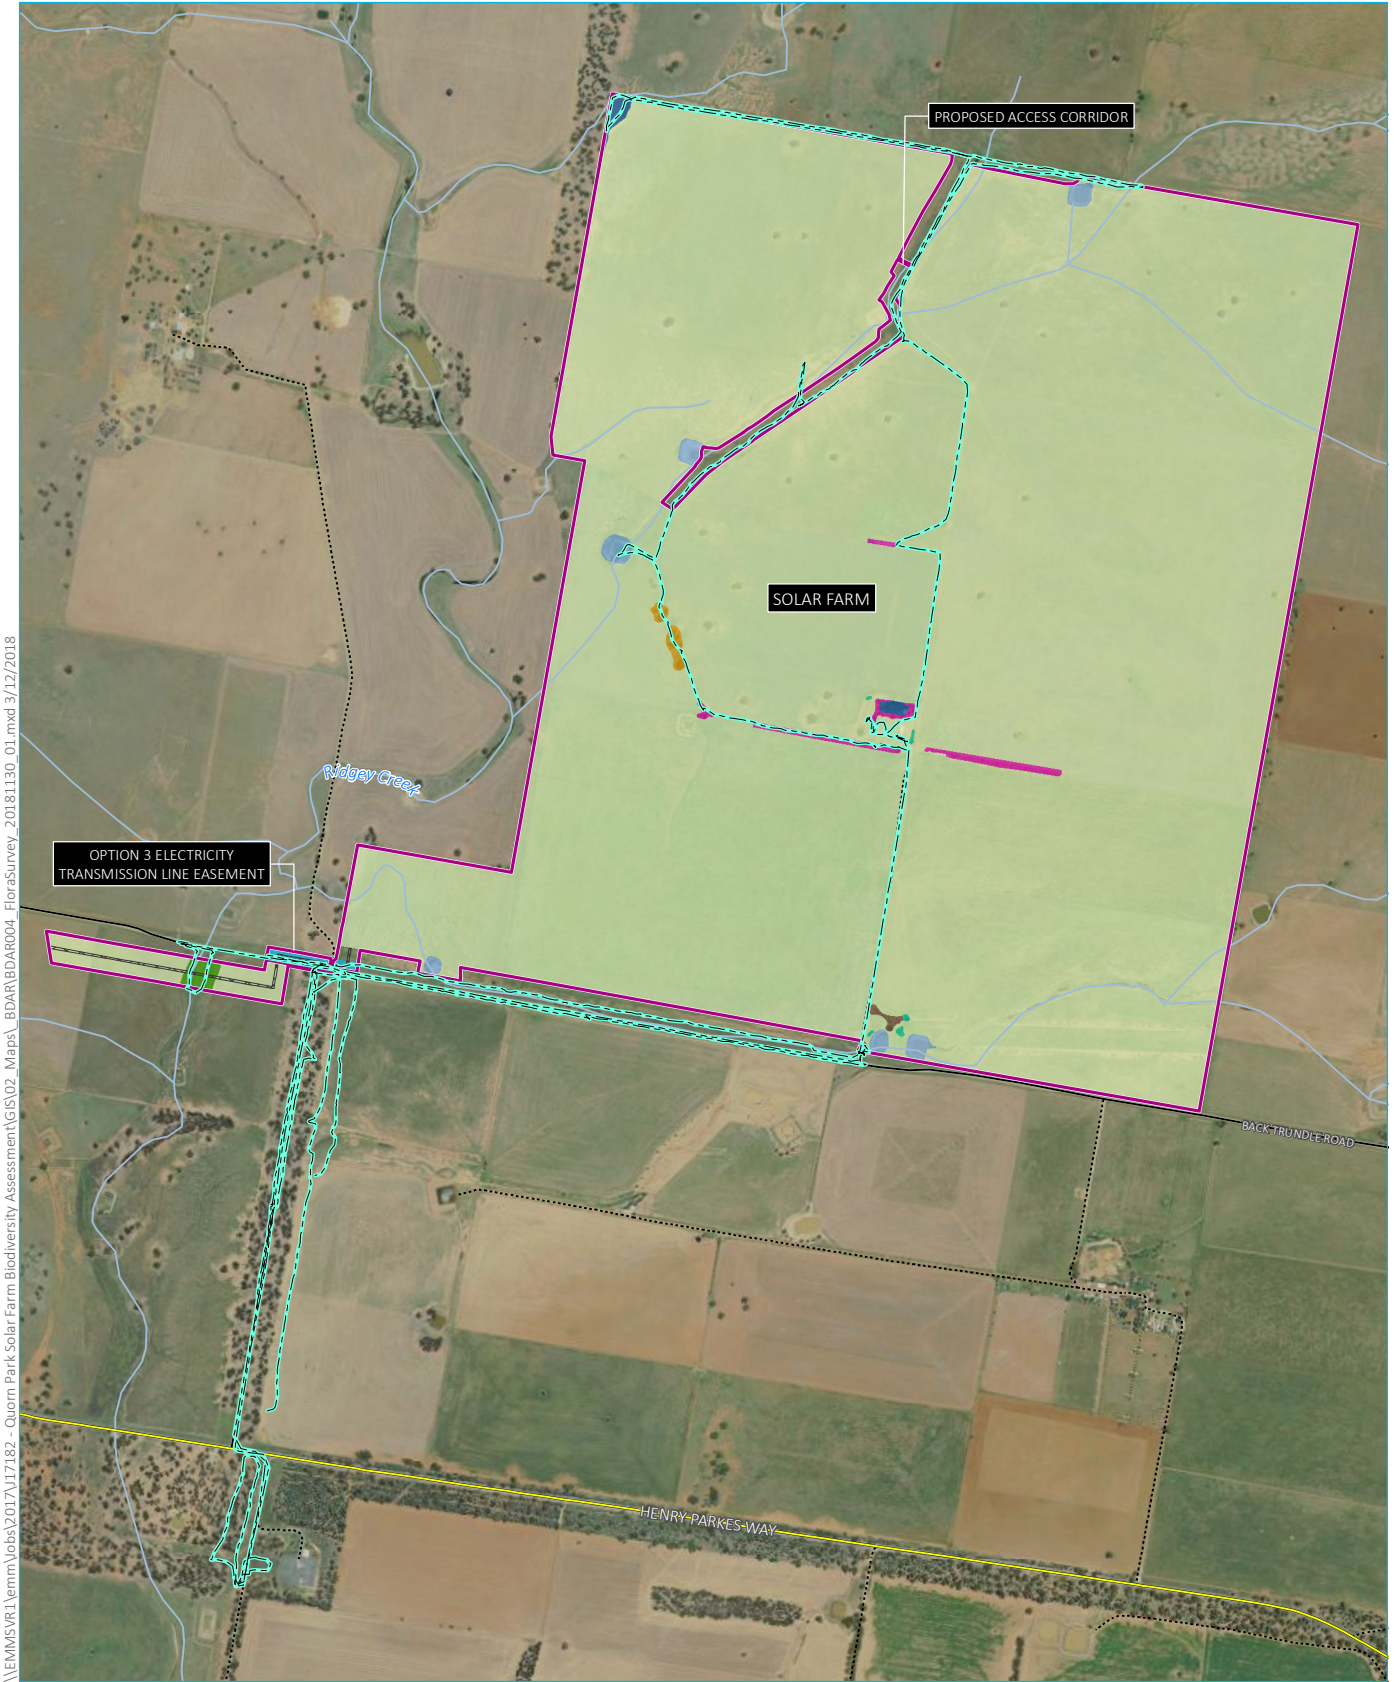 PROPOSED ACCESS CORRIDOR
SOLAR FARM
Ridgey Creek
OPTION 3 ELECTRICITY
TRANSMISSION LINE EASEMENT
BACK TRUNDLE ROAD
HENRY PARKES WAY
\\EMMSVR1\emm\Jobs\2017\J17182 - Quorn Park Solar Farm Biodiversity Assessment\GIS\02_Maps\_BDAR\BDAR004_FloraSurvey_20181130_01.mxd 3/12/2018